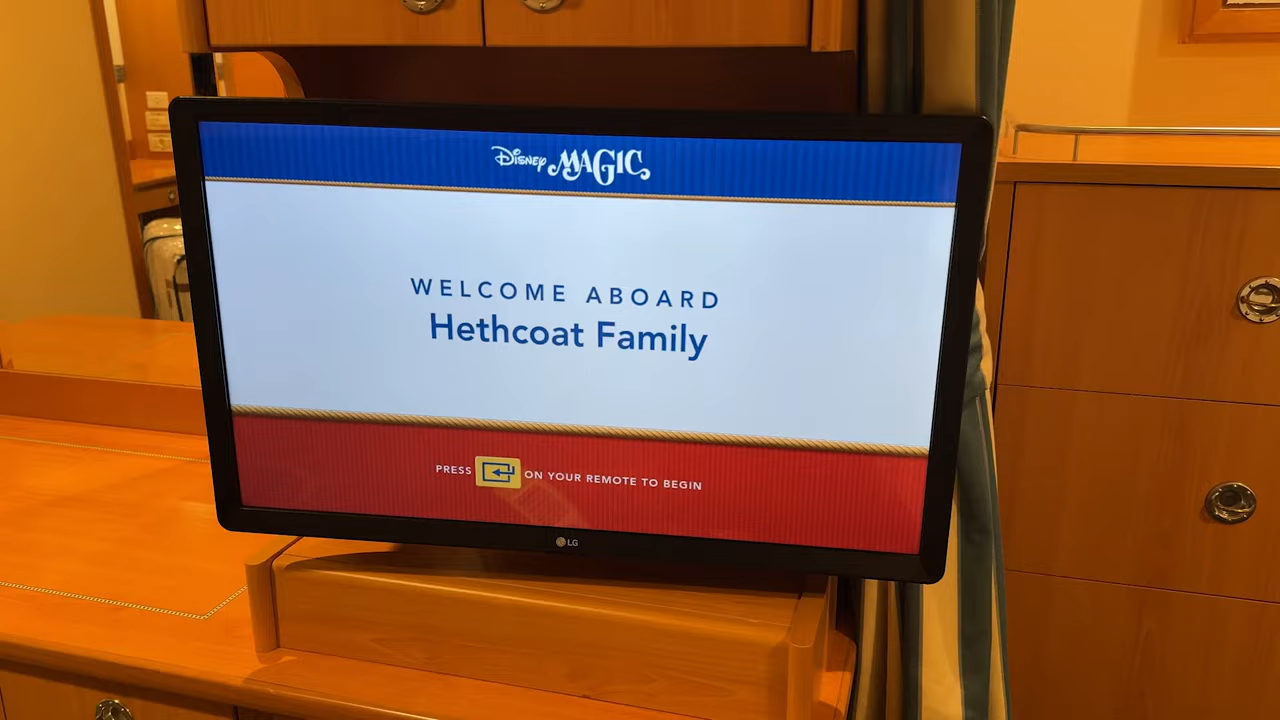 Disney MAGIC
WELCOME ABOARD
Hethcoat Family
PRESS ON YOUR REMOTE TO BEGIN
LG